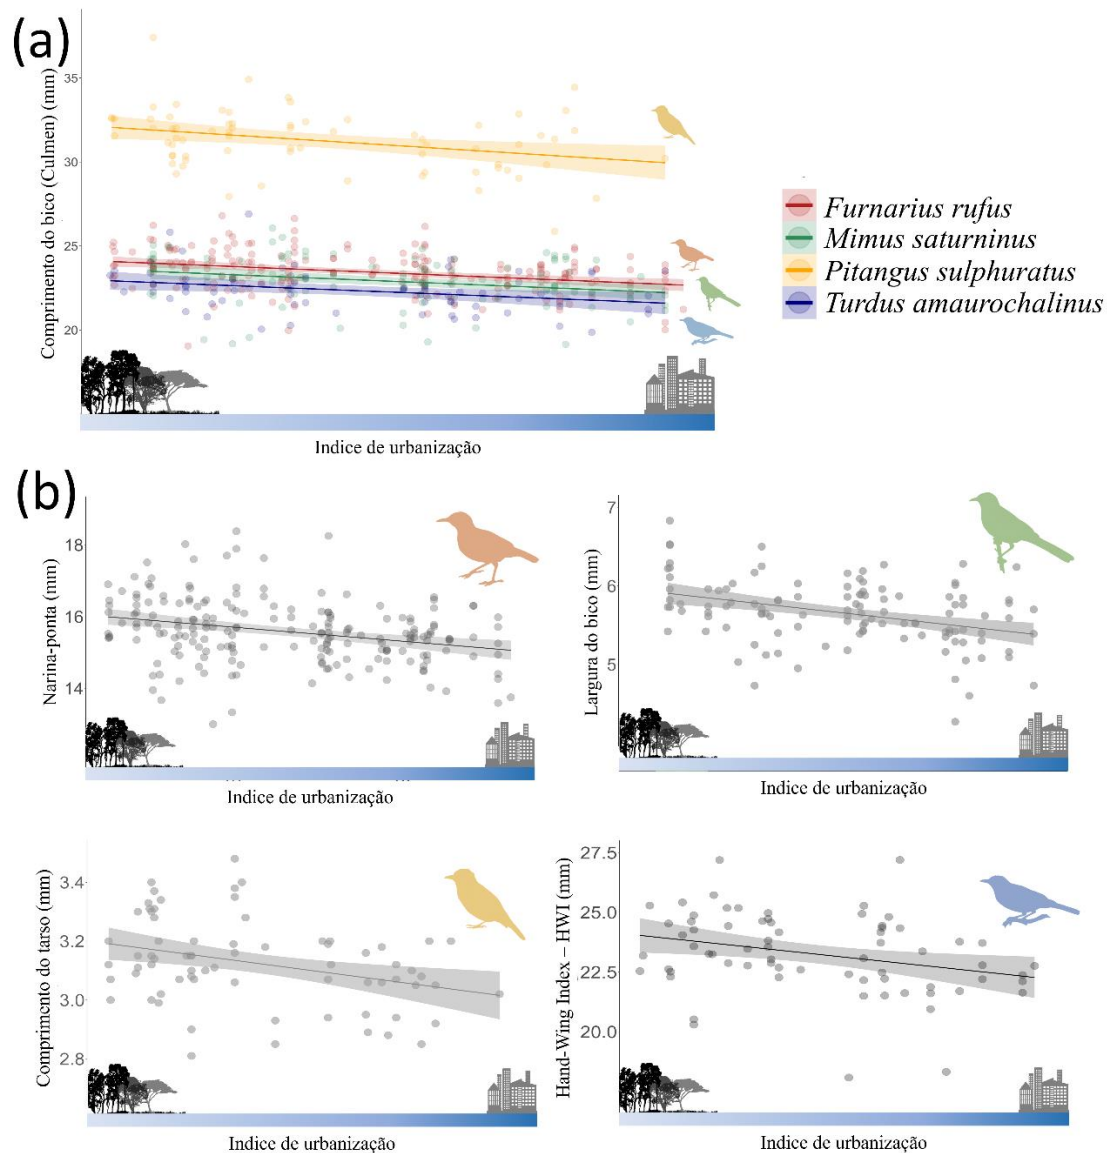 (a)
Comprimento do bico (Culmen) (mm)
35
30
25
20
Indice de urbanização
Furnarius rufus
Mimus saturninus
Pitangus sulphuratus
Turdus amaurochalinus
(b)
Narina-ponta (mm)
18
16
14
Indice de urbanização
Largura do bico (mm)
7
6
5
Indice de urbanização
Comprimento do tarso (mm)
3.4
3.2
3.0
2.8
Indice de urbanização
Hand-Wing Index – HWI (mm)
27.5
25.0
22.5
20.0
Indice de urbanização